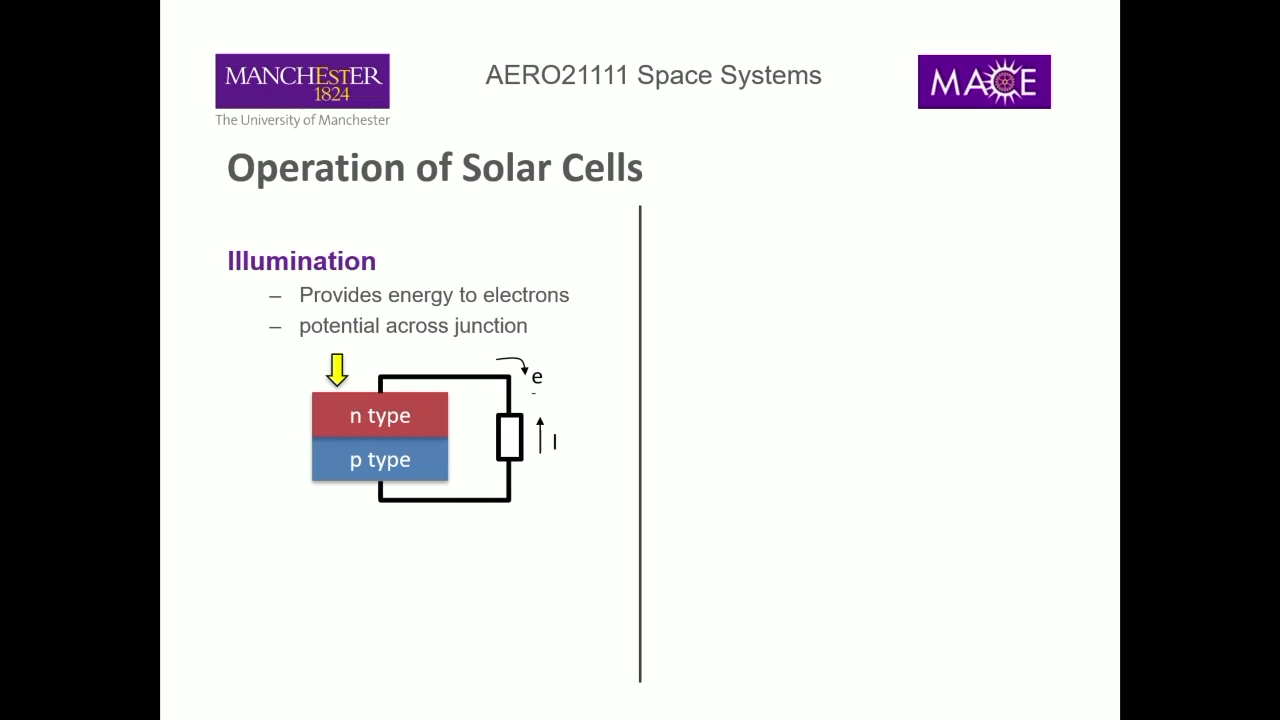 MANCHEStER
1824
The University of Manchester
AERO21111 Space Systems
MACE
Operation of Solar Cells
Illumination
– Provides energy to electrons
– potential across junction
e
-
n type
I
p type